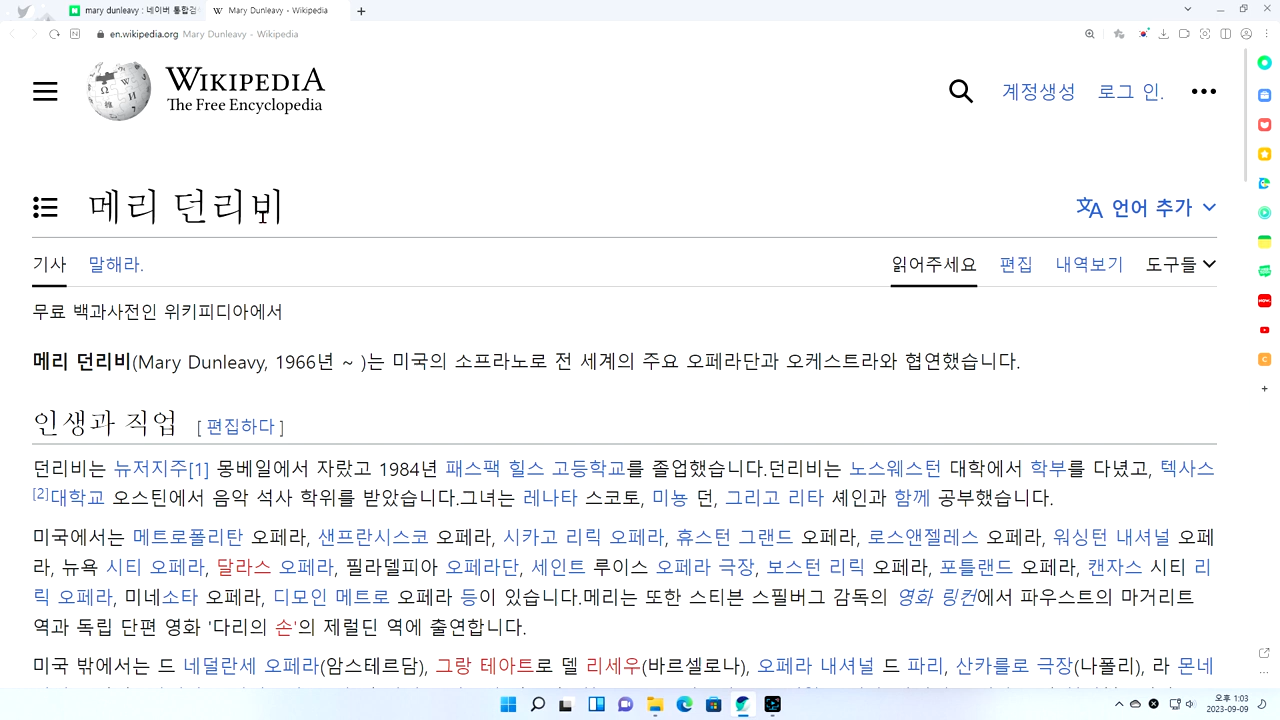 mary dunleavy : 네이버 통합검
Mary Dunleavy - Wikipedia
en.wikipedia.org Mary Dunleavy - Wikipedia
WIKIPEDIA
The Free Encyclopedia
계정생성 로그 인.
메리 던리비
언어 추가
기사 말해라. 읽어주세요 편집 내역보기 도구들
무료 백과사전인 위키피디아에서
메리 던리비(Mary Dunleavy, 1966년 ~ )는 미국의 소프라노로 전 세계의 주요 오페라단과 오케스트라와 협연했습니다.
인생과 직업 [ 편집하다 ]
던리비는 뉴저지주[1] 몽베일에서 자랐고 1984년 패스팩 힐스 고등학교를 졸업했습니다.던리비는 노스웨스턴 대학에서 학부를 다녔고, 텍사스
[2]대학교 오스틴에서 음악 석사 학위를 받았습니다.그녀는 레나타 스코토, 미뇽 던, 그리고 리타 셰인과 함께 공부했습니다.
미국에서는 메트로폴리탄 오페라, 샌프란시스코 오페라, 시카고 리릭 오페라, 휴스턴 그랜드 오페라, 로스앤젤레스 오페라, 워싱턴 내셔널 오페
라, 뉴욕 시티 오페라, 달라스 오페라, 필라델피아 오페라단, 세인트 루이스 오페라 극장, 보스턴 리릭 오페라, 포틀랜드 오페라, 캔자스 시티 리
릭 오페라, 미네소타 오페라, 디모인 메트로 오페라 등이 있습니다.메리는 또한 스티븐 스필버그 감독의 영화 링컨에서 파우스트의 마거리트
역과 독립 단편 영화 '다리의 손'의 제럴딘 역에 출연합니다.
미국 밖에서는 드 네덜란세 오페라(암스테르담), 그랑 테아트로 델 리세우(바르셀로나), 오페라 내셔널 드 파리, 산카를로 극장(나폴리), 라 몬네
오후 1:03
2023-09-09